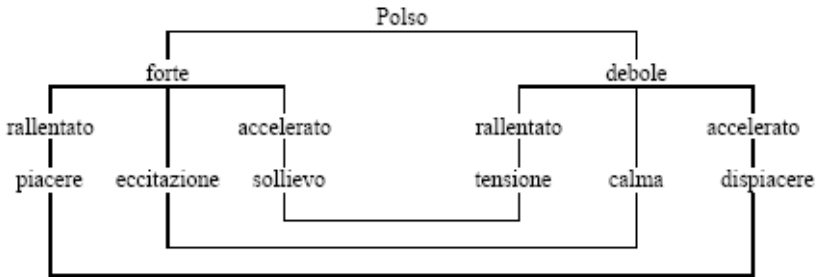 Polso
forte debole
rallentato accelerato rallentato accelerato
piacere eccitazione sollievo tensione calma dispiacere